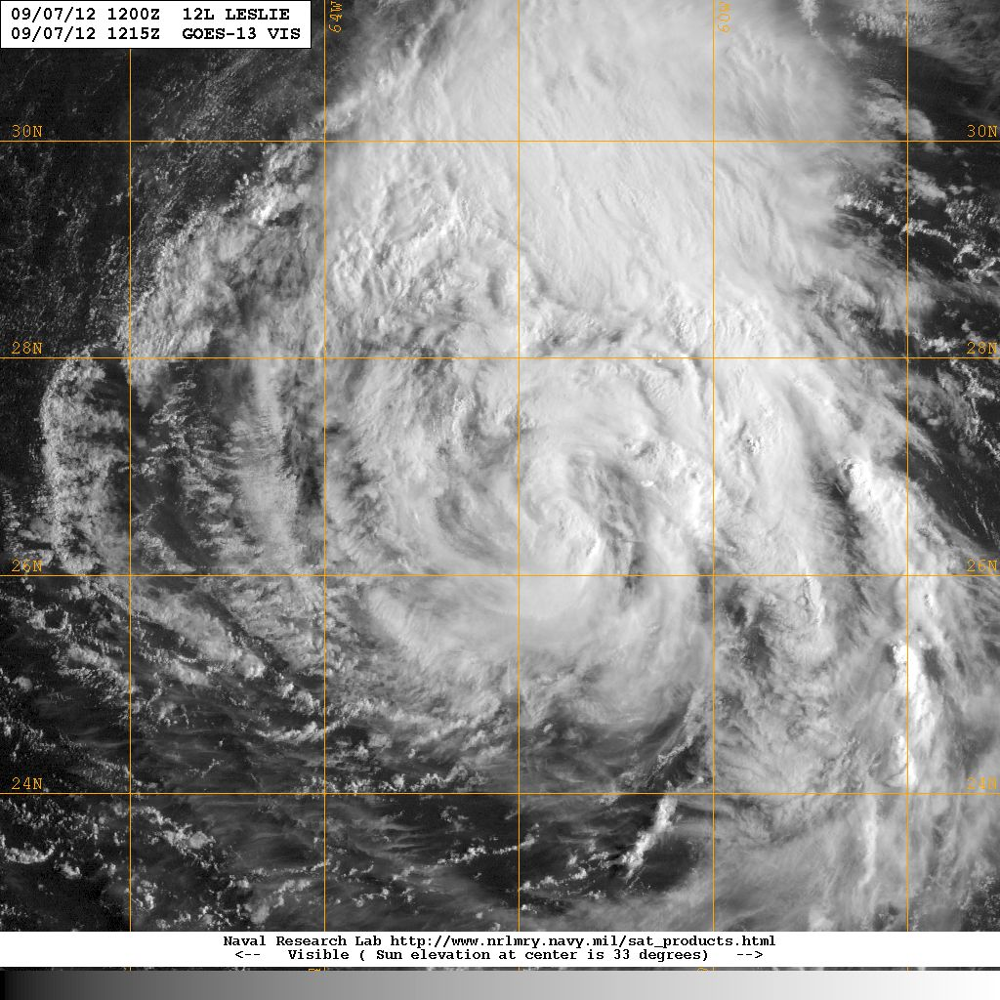 09/07/12 1200Z 12L LESLIE
09/07/12 1215Z GOES-13 VIS
64W
60W
30N
30N
28N
28N
26N
26N
24N
24N
Naval Research Lab http://www.nrlmry.navy.mil/sat_products.html
<-- Visible ( Sun elevation at center is 33 degrees) -->